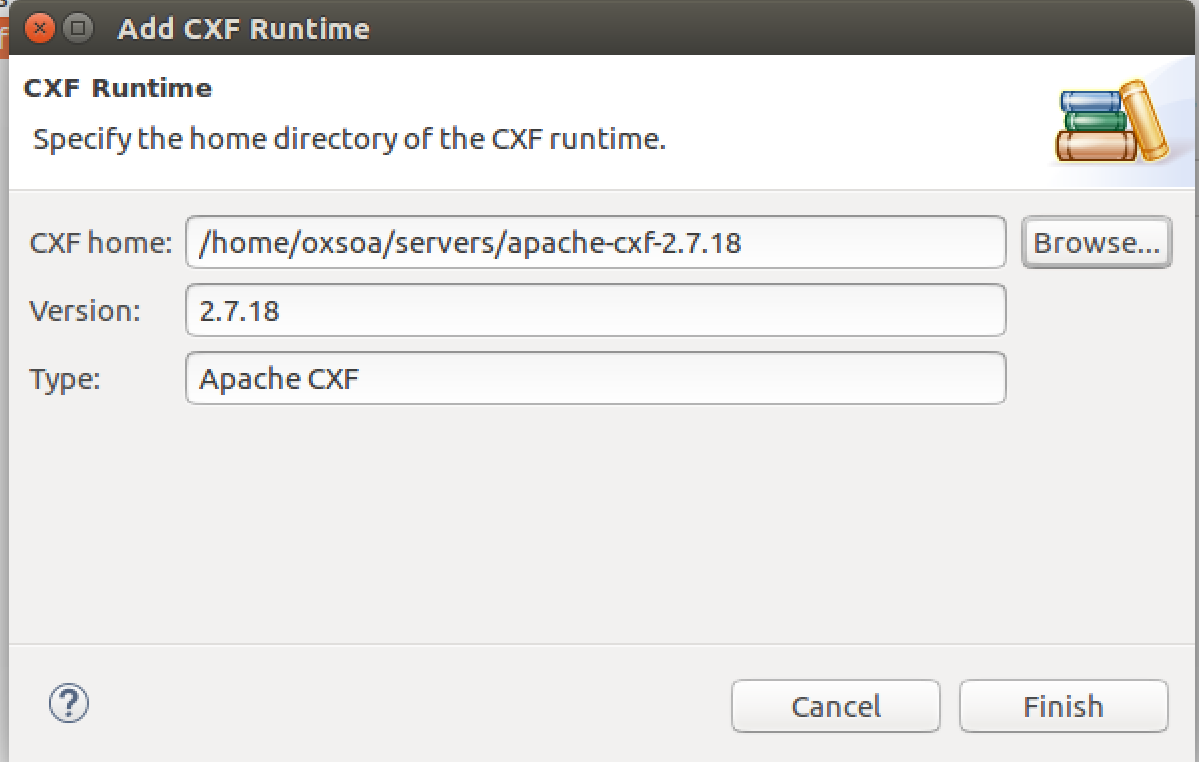 Add CXF Runtime
CXF Runtime
Specify the home directory of the CXF runtime.
CXF home: /home/oxsoa/servers/apache-cxf-2.7.18 Browse...
Version: 2.7.18
Type: Apache CXF
? Cancel Finish